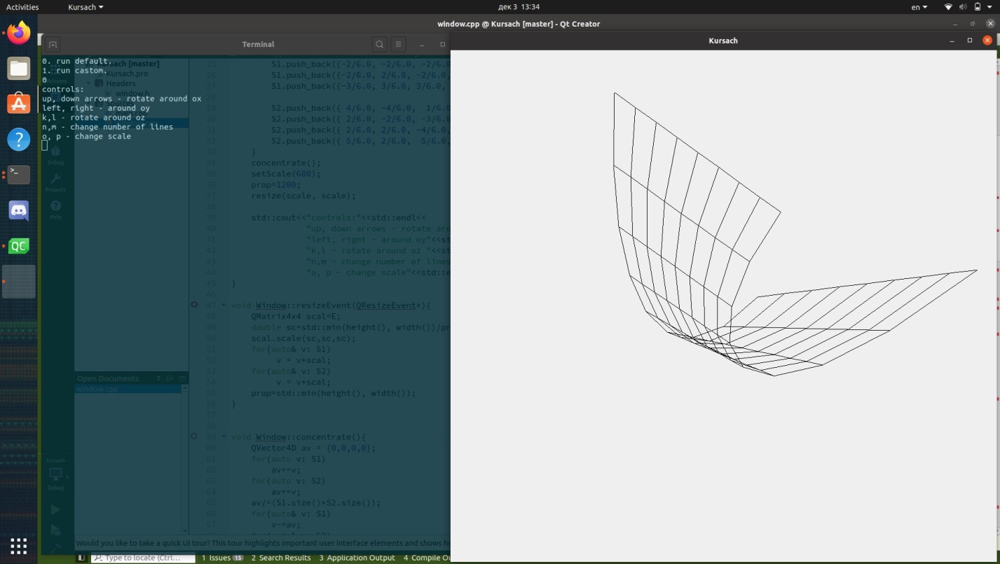 Activities
Kursach
дек 3 13:34
en
window.cpp @ Kursach [master] - Qt Creator
Terminal
Kursach
0. run default.
1. run castom.
0
controls:
up, down arrows - rotate around ox
left, right - around oy
k,l - rotate around oz
n,m - change number of lines
o, p - change scale
Kursach [master]
Kursach.pro
Headers
window.h
Debug
Projects
Help
Open Documents
window.cpp
Kursach
Debug
25 S1.push_back({-2/6.0, -2/6.0, -2/6.0
26 S1.push_back({-2/6.0, 2/6.0, -2/6.0
27 S1.push_back({-3/6.0, 3/6.0, 3/6.0,
28
29 S2.push_back({ 4/6.0, -4/6.0, 1/6.0
30 S2.push_back({ 2/6.0, -2/6.0, -3/6.0
31 S2.push_back({ 2/6.0, 2/6.0, -4/6.0
32 S2.push_back({ 5/6.0, 2/6.0, 5/6.0,
33 }
34 concentrate();
35 setScale(600);
36 prop=1200;
37 resize(scale, scale);
38
39 std::cout<<"controls:"<<std::endl<<
40 "up, down arrows - rotate aro
41 "left, right - around oy"<<st
42 "k,l - rotate around oz "<<st
43 "n,m - change number of lines
44 "o, p - change scale"<<std::e
45 }
46
47 void Window::resizeEvent(QResizeEvent*){
48 QMatrix4x4 scal=E;
49 double sc=std::min(height(), width())/pr
50 scal.scale(sc,sc,sc);
51 for(auto& v: S1)
52 v = v*scal;
53 for(auto& v: S2)
54 v = v*scal;
55 prop=std::min(height(), width());
56 }
57
58
59 void Window::concentrate(){
60 QVector4D av = {0,0,0,0};
61 for(auto v: S1)
62 av+=v;
63 for(auto v: S2)
64 av+=v;
65 av/=(S1.size()*S2.size());
66 for(auto& v: S1)
67 v-=av;
Would you like to take a quick UI tour? This tour highlights important user interface elements and shows h
Type to locate (Ctrl...
1 Issues 15
2 Search Results
3 Application Output
4 Compile Ou